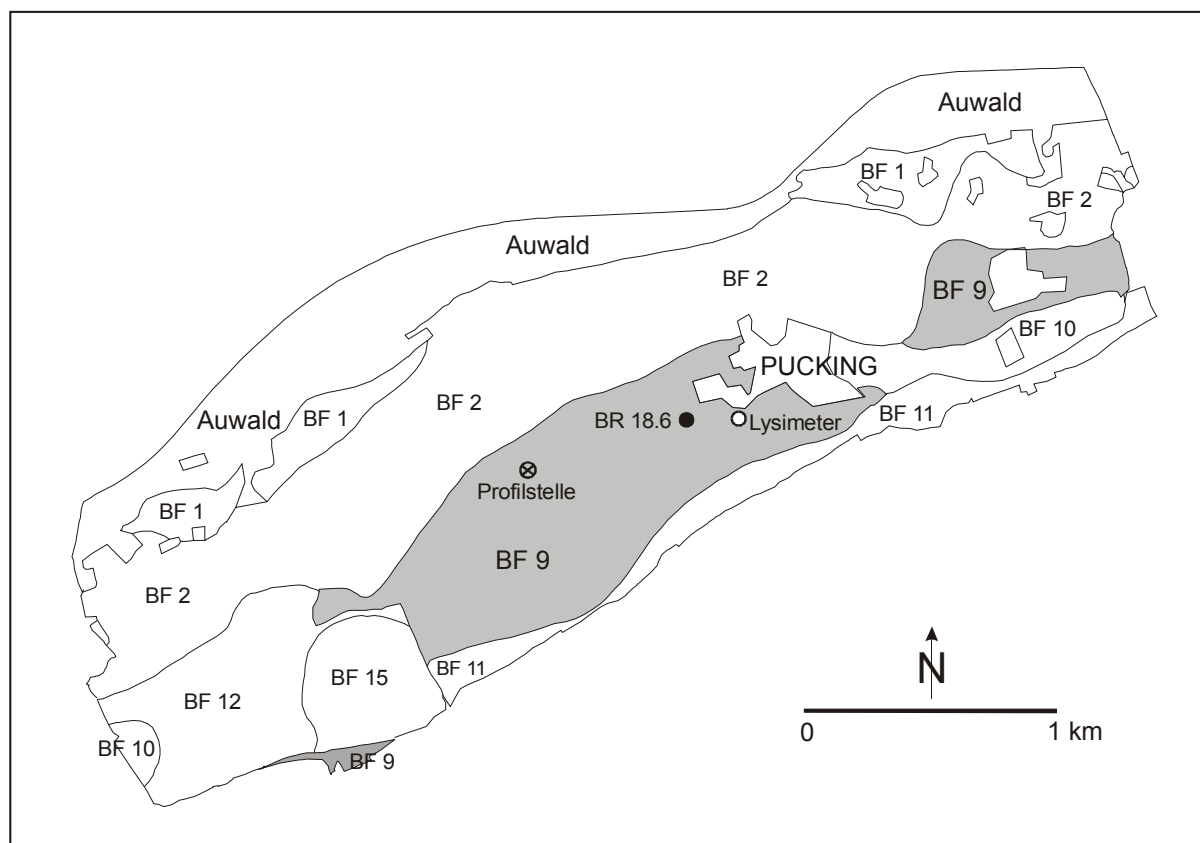 Auwald
BF 1
BF 2
Auwald
BF 2
BF 9
BF 10
PUCKING
BF 2
BF 1
Auwald
BR 18.6
Lysimeter
BF 11
Profilstelle
BF 1
BF 9
BF 2
BF 11
BF 15
BF 12
N
BF 10
BF 9
0
1 km